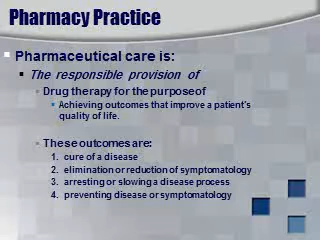 Pharmacy Practice
Pharmaceutical care is:
The responsible provision of
Drug therapy for the purpose of
Achieving outcomes that improve a patient's
quality of life.
These outcomes are:
1. cure of a disease
2. elimination or reduction of symptomatology
3. arresting or slowing a disease process
4. preventing disease or symptomatology